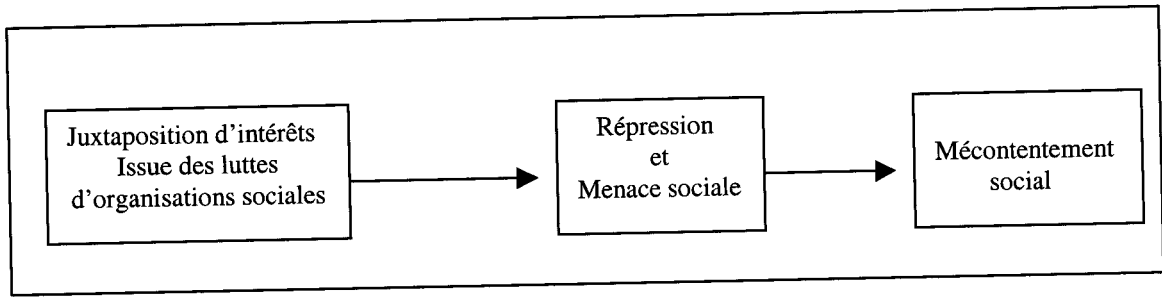 Juxtaposition d'intérêts
Issue des luttes
d'organisations sociales
Répression
et
Menace sociale
Mécontentement
social